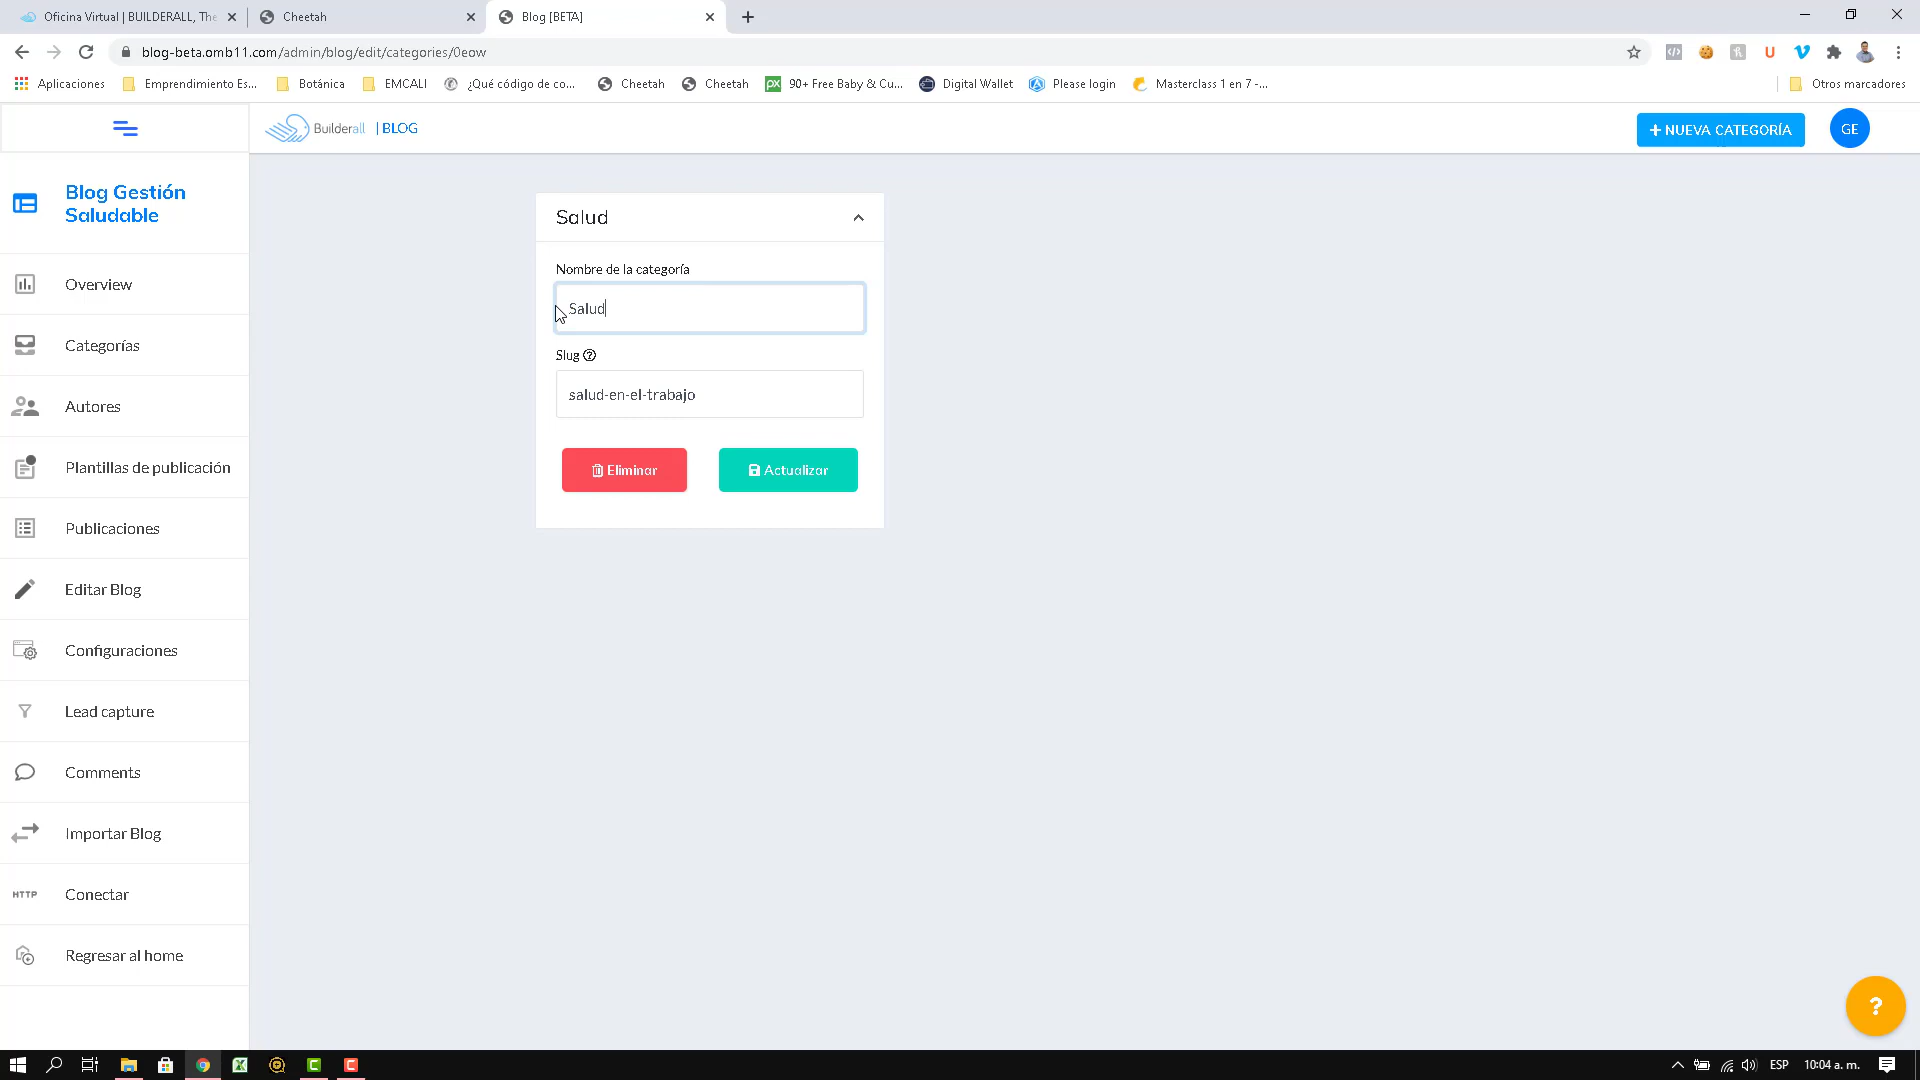 Oficina Virtual | BUILDERALL, The
Cheetah
Blog [BETA]
blog-beta.omb11.com/admin/blog/edit/categories/0eow
Aplicaciones
Emprendimiento Es...
Botánica
EMCALI
¿Qué código de co...
Cheetah
Cheetah
90+ Free Baby & Cu...
Digital Wallet
Please login
Masterclass 1 en 7 -...
Otros marcadores
Builderall | BLOG
+ NUEVA CATEGORÍA
GE
Blog Gestión
Saludable
Overview
Categorías
Autores
Plantillas de publicación
Publicaciones
Editar Blog
Configuraciones
Lead capture
Comments
Importar Blog
HTTP
Conectar
Regresar al home
Salud
Nombre de la categoría
Salud
Slug
salud-en-el-trabajo
Eliminar
Actualizar
?
ESP
10:04 a. m.